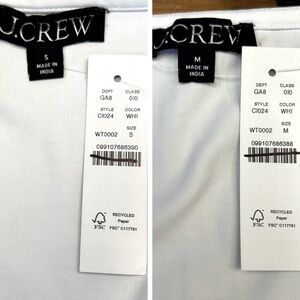 J.CREW
S
MADE IN
INDIA
DEPT CLASS
GA8 010
STYLE COLOR
CI024 WHI
SIZE
WT0002 S
099107686390
FSC
RECYCLED
Paper
FSC® C117761
J.CREW
M
MADE IN
INDIA
DEPT CLASS
GA8 010
STYLE COLOR
CI024 WHI
SIZE
WT0002 M
099107686388
FSC
RECYCLED
Paper
FSC® C117761